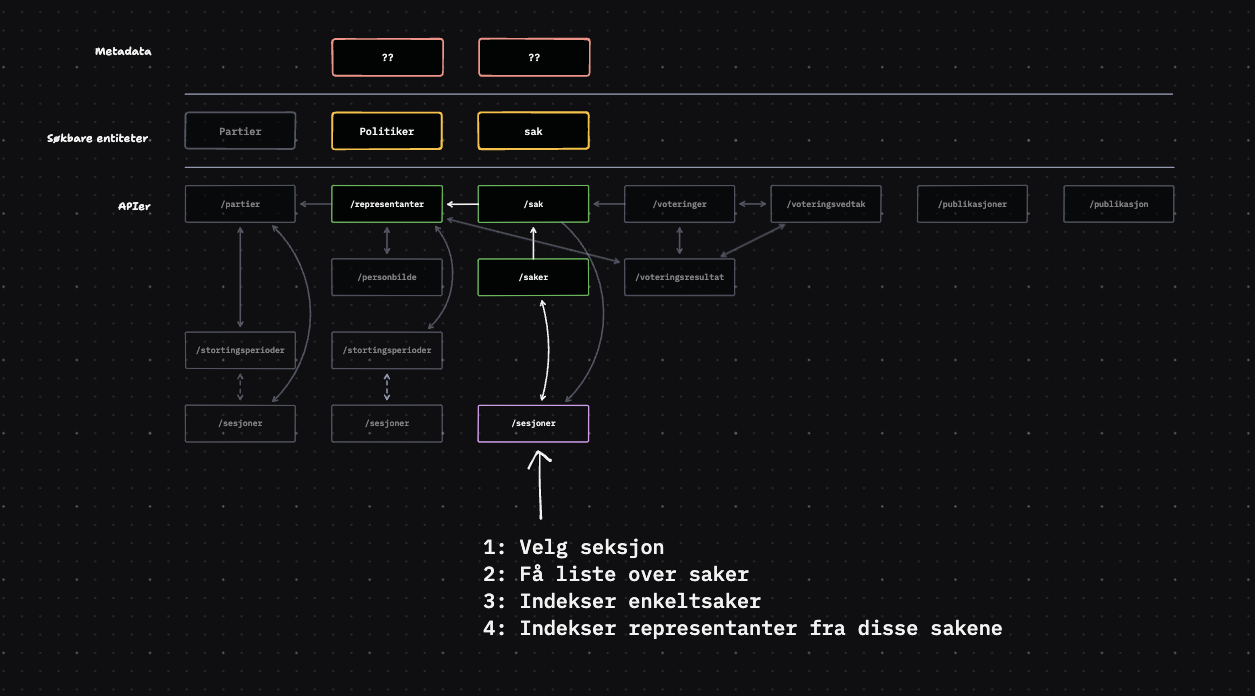 Metadata
??
??
Søkbare entiteter
Partier
Politiker
sak
APIer
/partier
/representanter
/sak
/voteringer
/voteringsvedtak
/publikasjoner
/publikasjon
/personbilde
/saker
/voteringsresultat
/stortingsperioder
/stortingsperioder
/sesjoner
/sesjoner
/sesjoner
1: Velg seksjon
2: Få liste over saker
3: Indekser enkeltsaker
4: Indekser representanter fra disse sakene